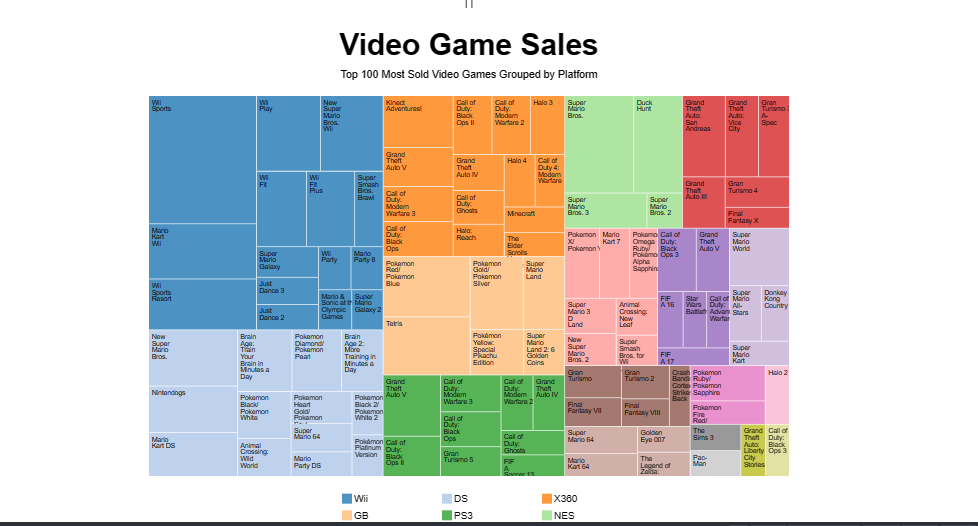 Video Game Sales
Top 100 Most Sold Video Games Grouped by Platform
Wii
Sports
Mario
Kart
Wii
Wii
Sports
Resort
Wii
Play
New
Super
Mario
Bros.
Wii
Wii
Fit
Wii
Fit
Plus
Super
Smash
Bros.
Brawl
Super
Mario
Galaxy
Just
Dance 3
Just
Dance 2
Wii
Party
Mario
Party 8
Mario &
Sonic at th
Olympic
Games
Super
Mario
Galaxy 2
New
Super
Mario
Bros.
Nintendogs
Mario
Kart DS
Brain
Age:
Train
Your
Brain in
Minutes a
Day
Pokemon
Diamond/
Pokemon
Pearl
Brain
Age 2:
More
Training in
Minutes a
Day
Pokemon
Black/
Pokemon
White
Animal
Crossing:
Wild
World
Pokemon
Heart
Gold/
Pokemon
Super
Mario 64
Mario
Party DS
Pokemon
Black 2/
Pokemon
White 2
Pokémon
Platinum
Version
Kinect
Adventures!
Grand
Theft
Auto V
Call of
Duty:
Modern
Warfare 3
Call of
Duty:
Black
Ops
Call of
Duty:
Black
Ops II
Call of
Duty:
Modern
Warfare 2
Halo 3
Grand
Theft
Auto IV
Call of
Duty:
Ghosts
Halo:
Reach
Halo 4
Call of
Duty 4:
Modern
Warfare
Minecraft
The
Elder
Scrolls
Pokemon
Red/
Pokemon
Blue
Tetris
Pokemon
Gold/
Pokemon
Silver
Super
Mario
Land
Pokémon
Yellow:
Special
Pikachu
Edition
Super
Mario
Land 2: 6
Golden
Coins
Grand
Theft
Auto V
Call of
Duty:
Black
Ops II
Call of
Duty:
Modern
Warfare 3
Call of
Duty:
Black
Ops
Gran
Turismo 5
Call of
Duty:
Modern
Warfare 2
Grand
Theft
Auto IV
Call of
Duty:
Ghosts
FIF
A
Soccer 13
Super
Mario
Bros.
Duck
Hunt
Super
Mario
Bros. 3
Super
Mario
Bros. 2
Grand
Theft
Auto:
San
Andreas
Grand
Theft
Auto:
Vice
City
Gran
Turismo 3
A-
Spec
Grand
Theft
Auto III
Gran
Turismo 4
Final
Fantasy X
Pokemon
X/
Pokemon Y
Mario
Kart 7
Pokemo
Omega
Ruby/
Pokemo
Alpha
Sapphire
Super
Mario 3
D
Land
New
Super
Mario
Bros. 2
Animal
Crossing:
New
Leaf
Super
Smash
Bros. for
Wii
Call of
Duty:
Black
Ops 3
Grand
Theft
Auto V
FIF
A 16
Star
Wars
Battlefr
Call of
Duty:
Advan
Warfar
FIF
A 17
Super
Mario
World
Super
Mario
All-
Stars
Donkey
Kong
Country
Super
Mario
Kart
Gran
Turismo
Final
Fantasy VII
Gran
Turismo 2
Final
Fantasy VIII
Crash
Bandic
Cortex
Strikes
Back
Pokemon
Ruby/
Pokemon
Sapphire
Pokemon
Fire
Red/
Halo 2
Super
Mario 64
Mario
Kart 64
Golden
Eye 007
The
Legend of
Zelda:
The
Sims 3
Pac-
Man
Grand
Theft
Auto:
Liberty
City
Stories
Call of
Duty:
Black
Ops 3
Wii
DS
X360
GB
PS3
NES